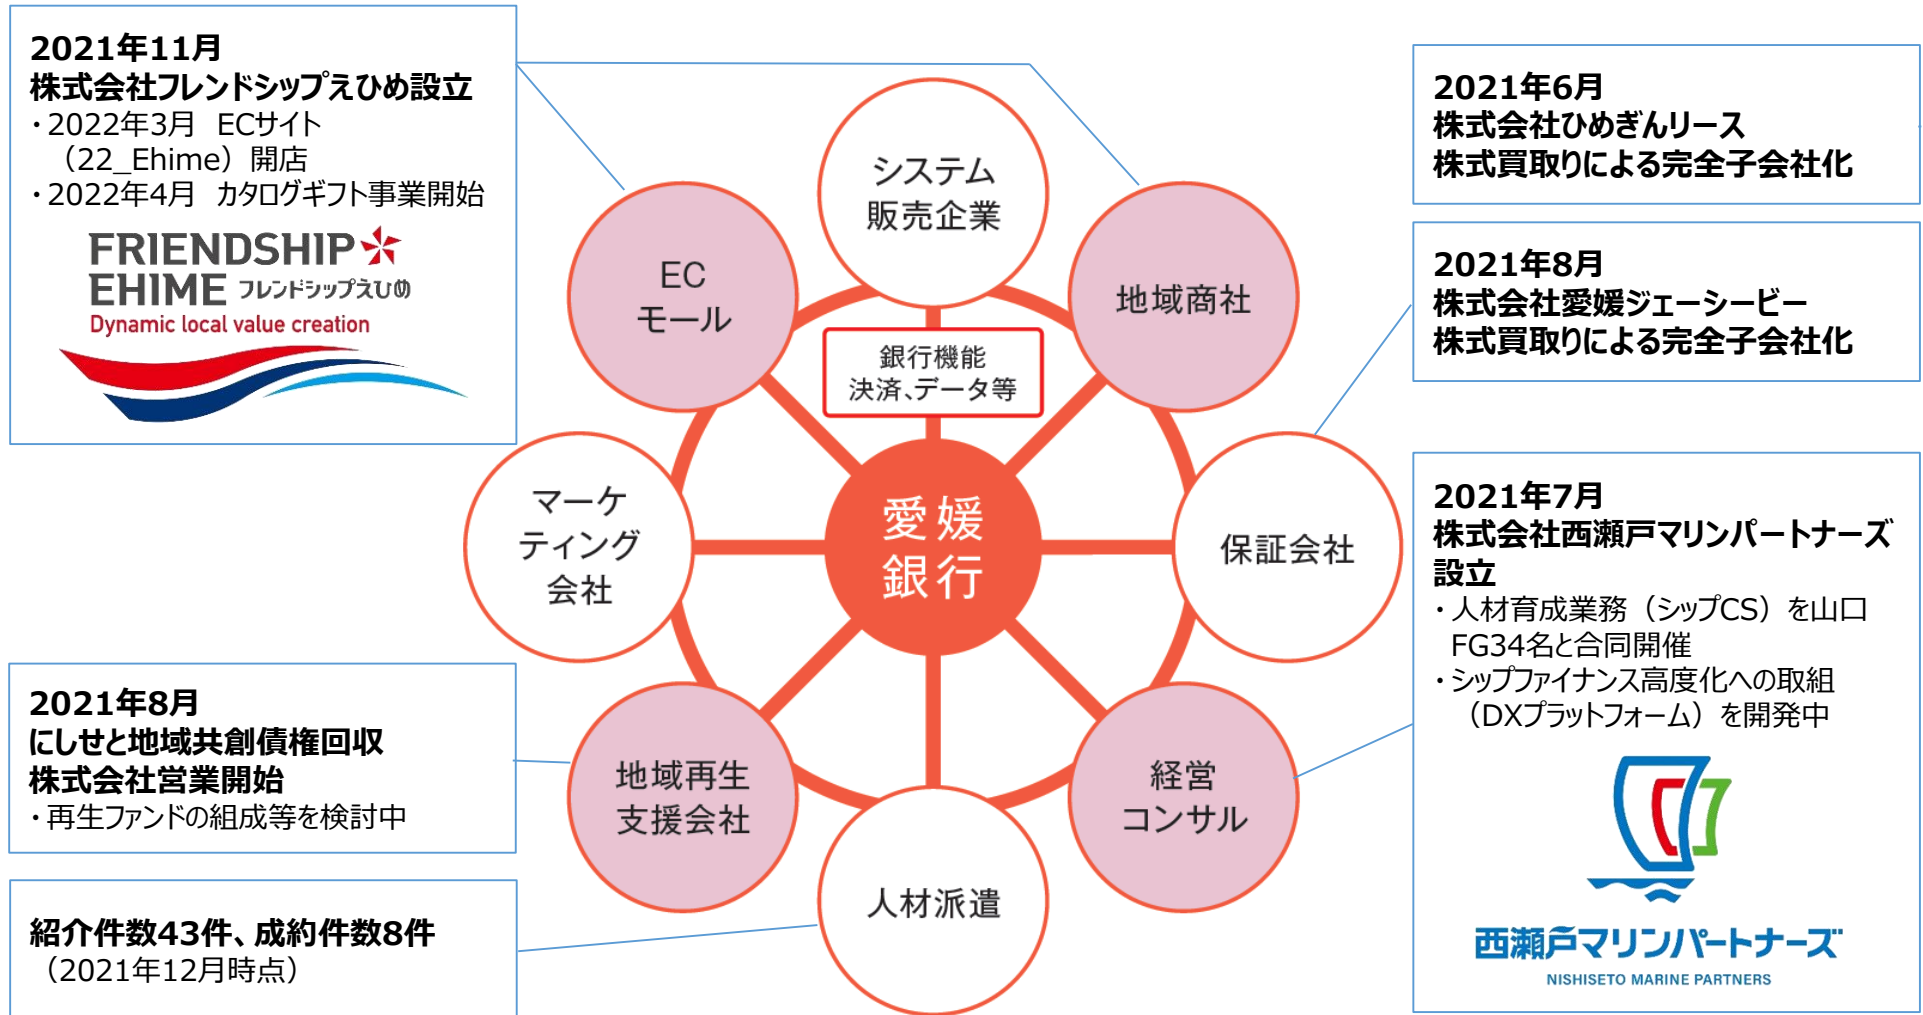 2021年11月
株式会社フレンドシップえひめ設立
・2022年3月　ECサイト
（22_Ehime）開店
・2022年4月　カタログギフト事業開始
FRIENDSHIP
EHIME フレンドシップえひめ
Dynamic local value creation
2021年8月
にしせと地域共創債権回収
株式会社営業開始
・再生ファンドの組成等を検討中
紹介件数43件、成約件数8件
（2021年12月時点）
システム
販売企業
EC
モール
地域商社
銀行機能
決済、データ等
マーケ
ティング
会社
愛媛
銀行
保証会社
地域再生
支援会社
経営
コンサル
人材派遣
2021年6月
株式会社ひめぎんリース
株式買取りによる完全子会社化
2021年8月
株式会社愛媛ジェーシービー
株式買取りによる完全子会社化
2021年7月
株式会社西瀬戸マリンパートナーズ
設立
・人材育成業務（シップCS）を山口
FG34名と合同開催
・シップファイナンス高度化への取組
（DXプラットフォーム）を開発中
西瀬戸マリンパートナーズ
NISHISETO MARINE PARTNERS